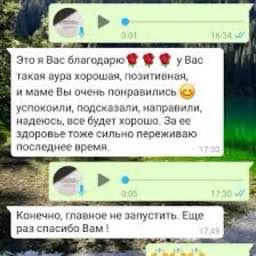 0:01 16:34
Это я Вас благодарю🌹🌹🌹 у Вас
такая аура хорошая, позитивная,
и маме Вы очень понравились 😊
успокоили, подсказали, направили,
надеюсь, все будет хорошо. За ее
здоровье тоже сильно переживаю
последнее время.
17:30
0:05 17:30
Конечно, главное не запустить. Еще
раз спасибо Вам !
17:49